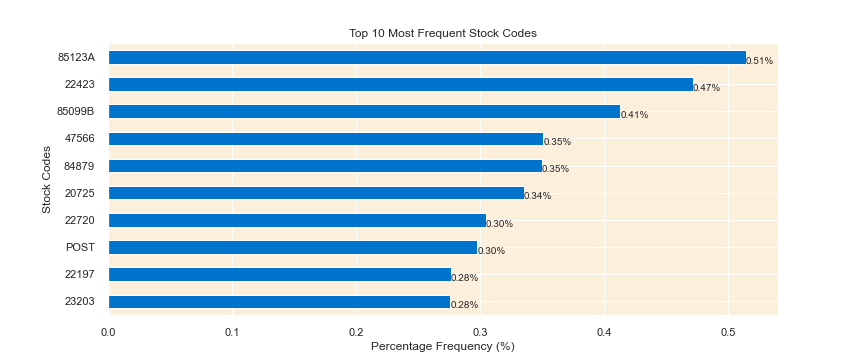 Top 10 Most Frequent Stock Codes
85123A 0.51%
22423 0.47%
85099B 0.41%
47566 0.35%
84879 0.35%
20725 0.34%
22720 0.30%
POST 0.30%
22197 0.28%
23203 0.28%
Stock Codes
0.0 0.1 0.2 0.3 0.4 0.5
Percentage Frequency (%)